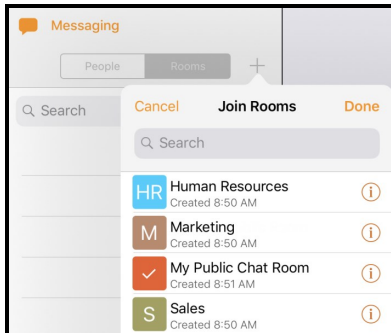 Messaging
People
Rooms
Search
Cancel
Join Rooms
Done
Search
HR
Human Resources
Created 8:50 AM
M
Marketing
Created 8:50 AM
My Public Chat Room
Created 8:51 AM
S
Sales
Created 8:50 AM